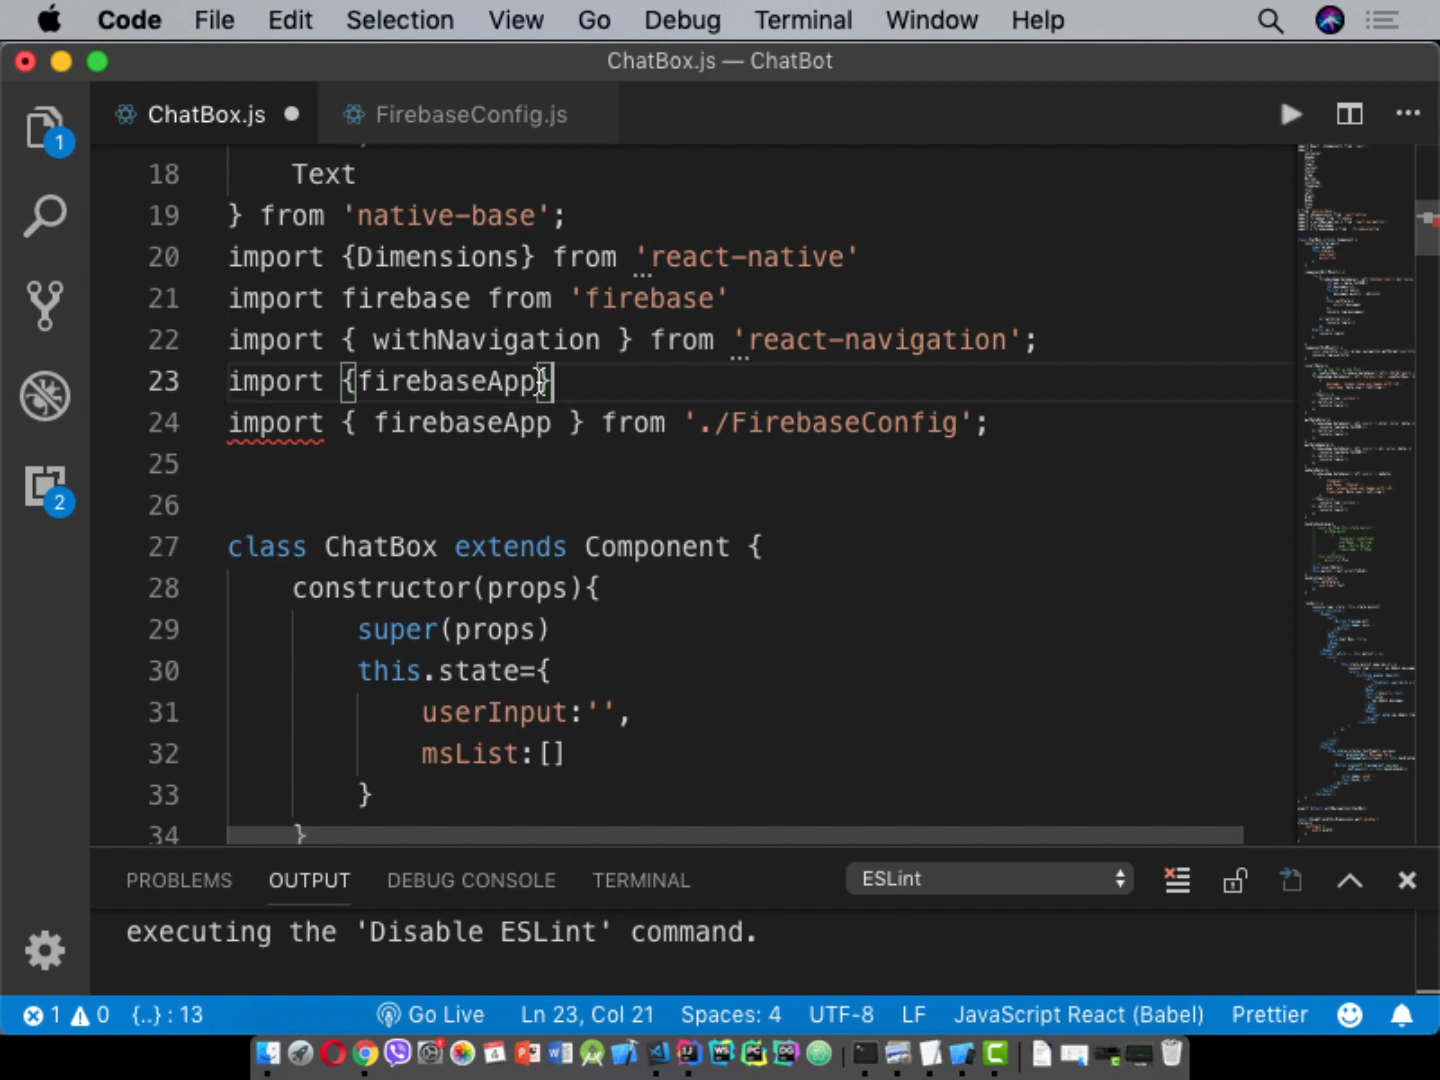 Code File Edit Selection View Go Debug Terminal Window Help
ChatBox.js — ChatBot
ChatBox.js FirebaseConfig.js
1
2
18 Text
19 } from 'native-base';
20 import {Dimensions} from 'react-native'
21 import firebase from 'firebase'
22 import { withNavigation } from 'react-navigation';
23 import {firebaseApp}
24 import { firebaseApp } from './FirebaseConfig';
25
26
27 class ChatBox extends Component {
28 constructor(props){
29 super(props)
30 this.state={
31 userInput:'',
32 msList:[]
33 }
34 }
PROBLEMS OUTPUT DEBUG CONSOLE TERMINAL ESLint
executing the 'Disable ESLint' command.
1 0 {..} : 13 Go Live Ln 23, Col 21 Spaces: 4 UTF-8 LF JavaScript React (Babel) Prettier